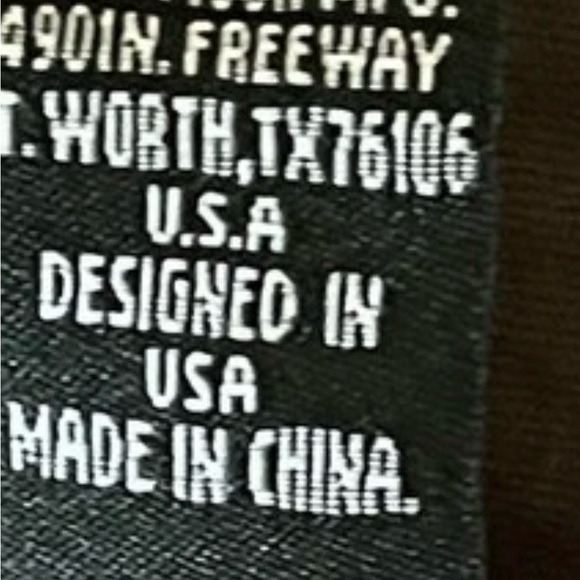 4901N. FREEWAY
T. WORTH,TX76106
U.S.A
DESIGNED IN
USA
MADE IN CHINA.